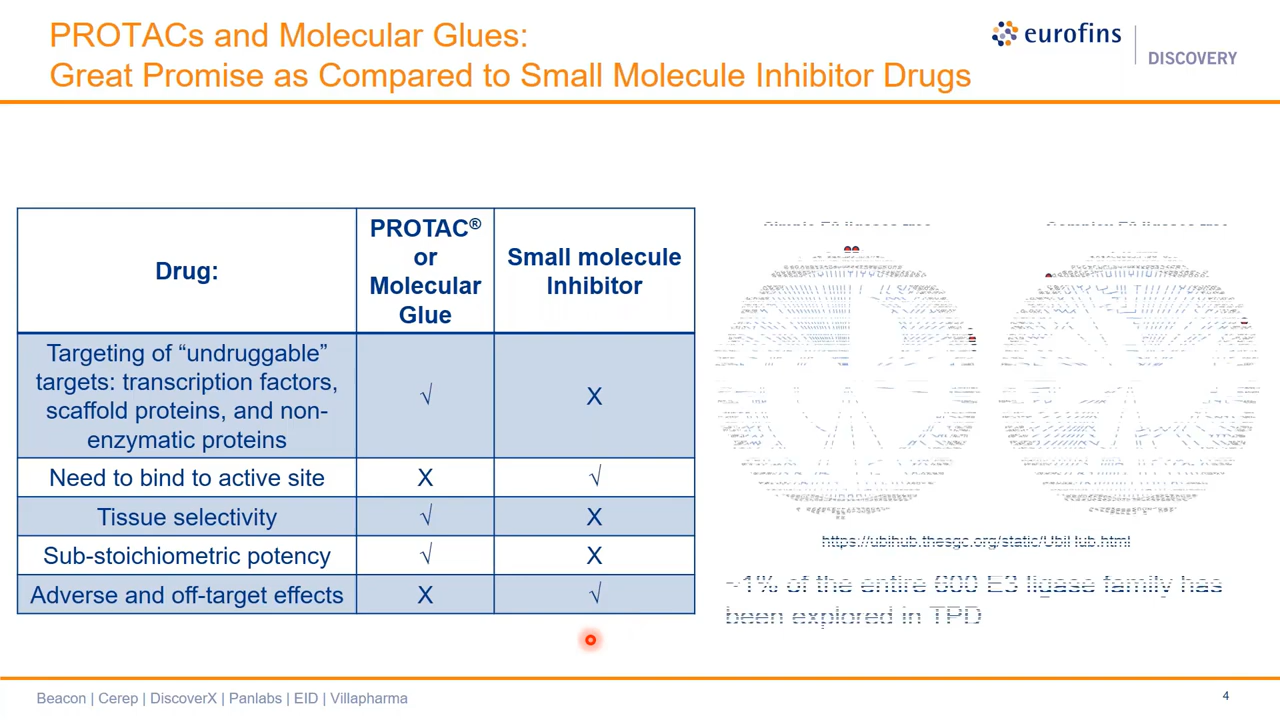 PROTACs and Molecular Glues:
Great Promise as Compared to Small Molecule Inhibitor Drugs
eurofins
DISCOVERY
Drug:
PROTAC®
or
Molecular
Glue
Small molecule
Inhibitor
Targeting of “undruggable”
targets: transcription factors,
scaffold proteins, and non-
enzymatic proteins
√
X
Need to bind to active site
X
√
Tissue selectivity
√
X
Sub-stoichiometric potency
√
X
Adverse and off-target effects
X
√
https://ubihub.thesgc.org/static/UbiHub.html
~1% of the entire 600 E3 ligase family has
been explored in TPD
Beacon | Cerep | DiscoverX | Panlabs | EID | Villapharma
4